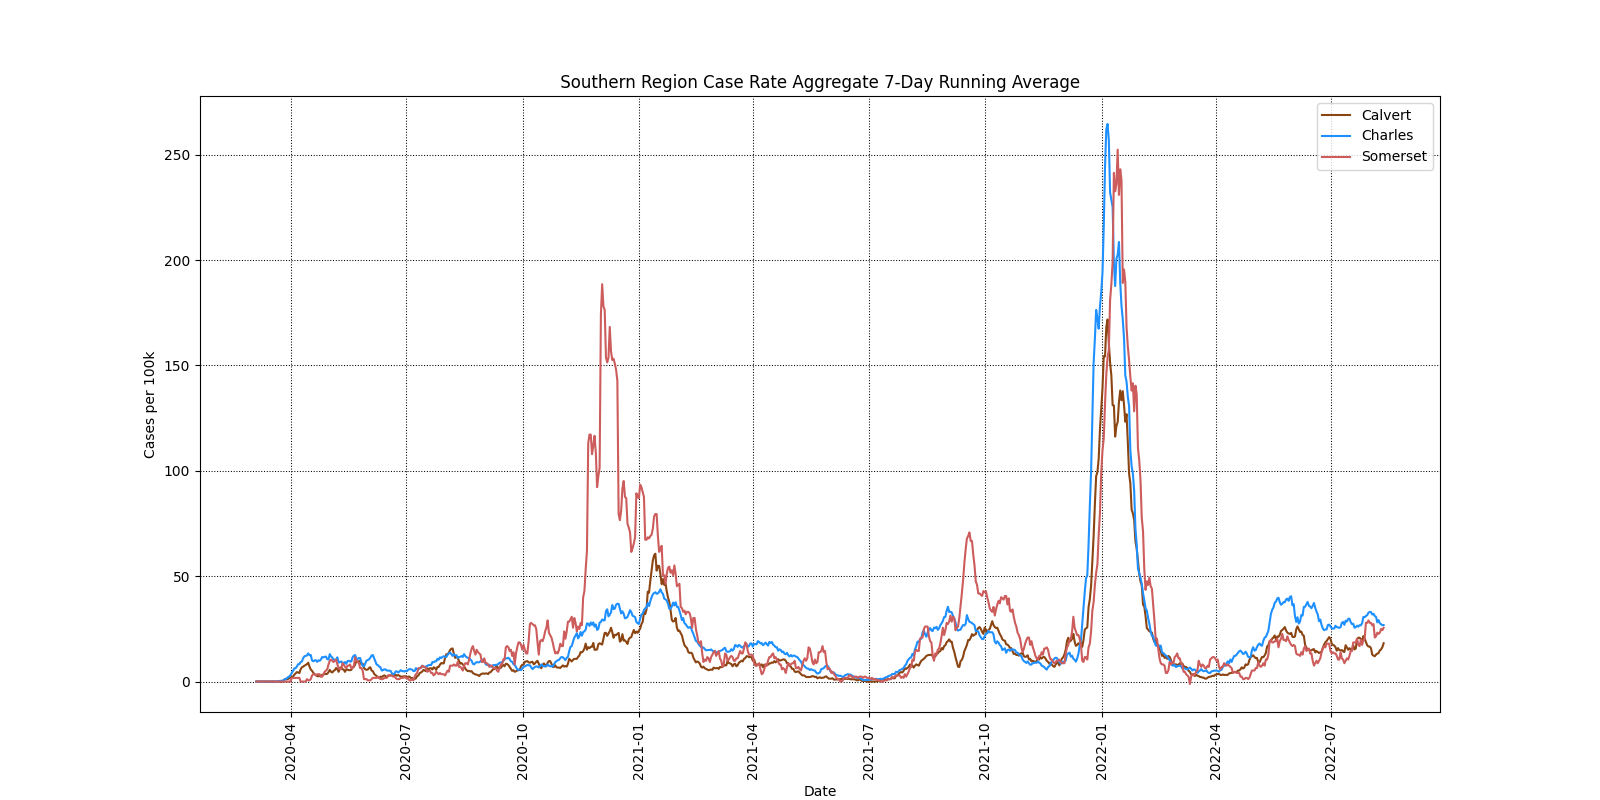 Southern Region Case Rate Aggregate 7-Day Running Average
Calvert
Charles
Somerset
250
200
150
100
50
0
Cases per 100k
2020-04
2020-07
2020-10
2021-01
2021-04
2021-07
2021-10
2022-01
2022-04
2022-07
Date